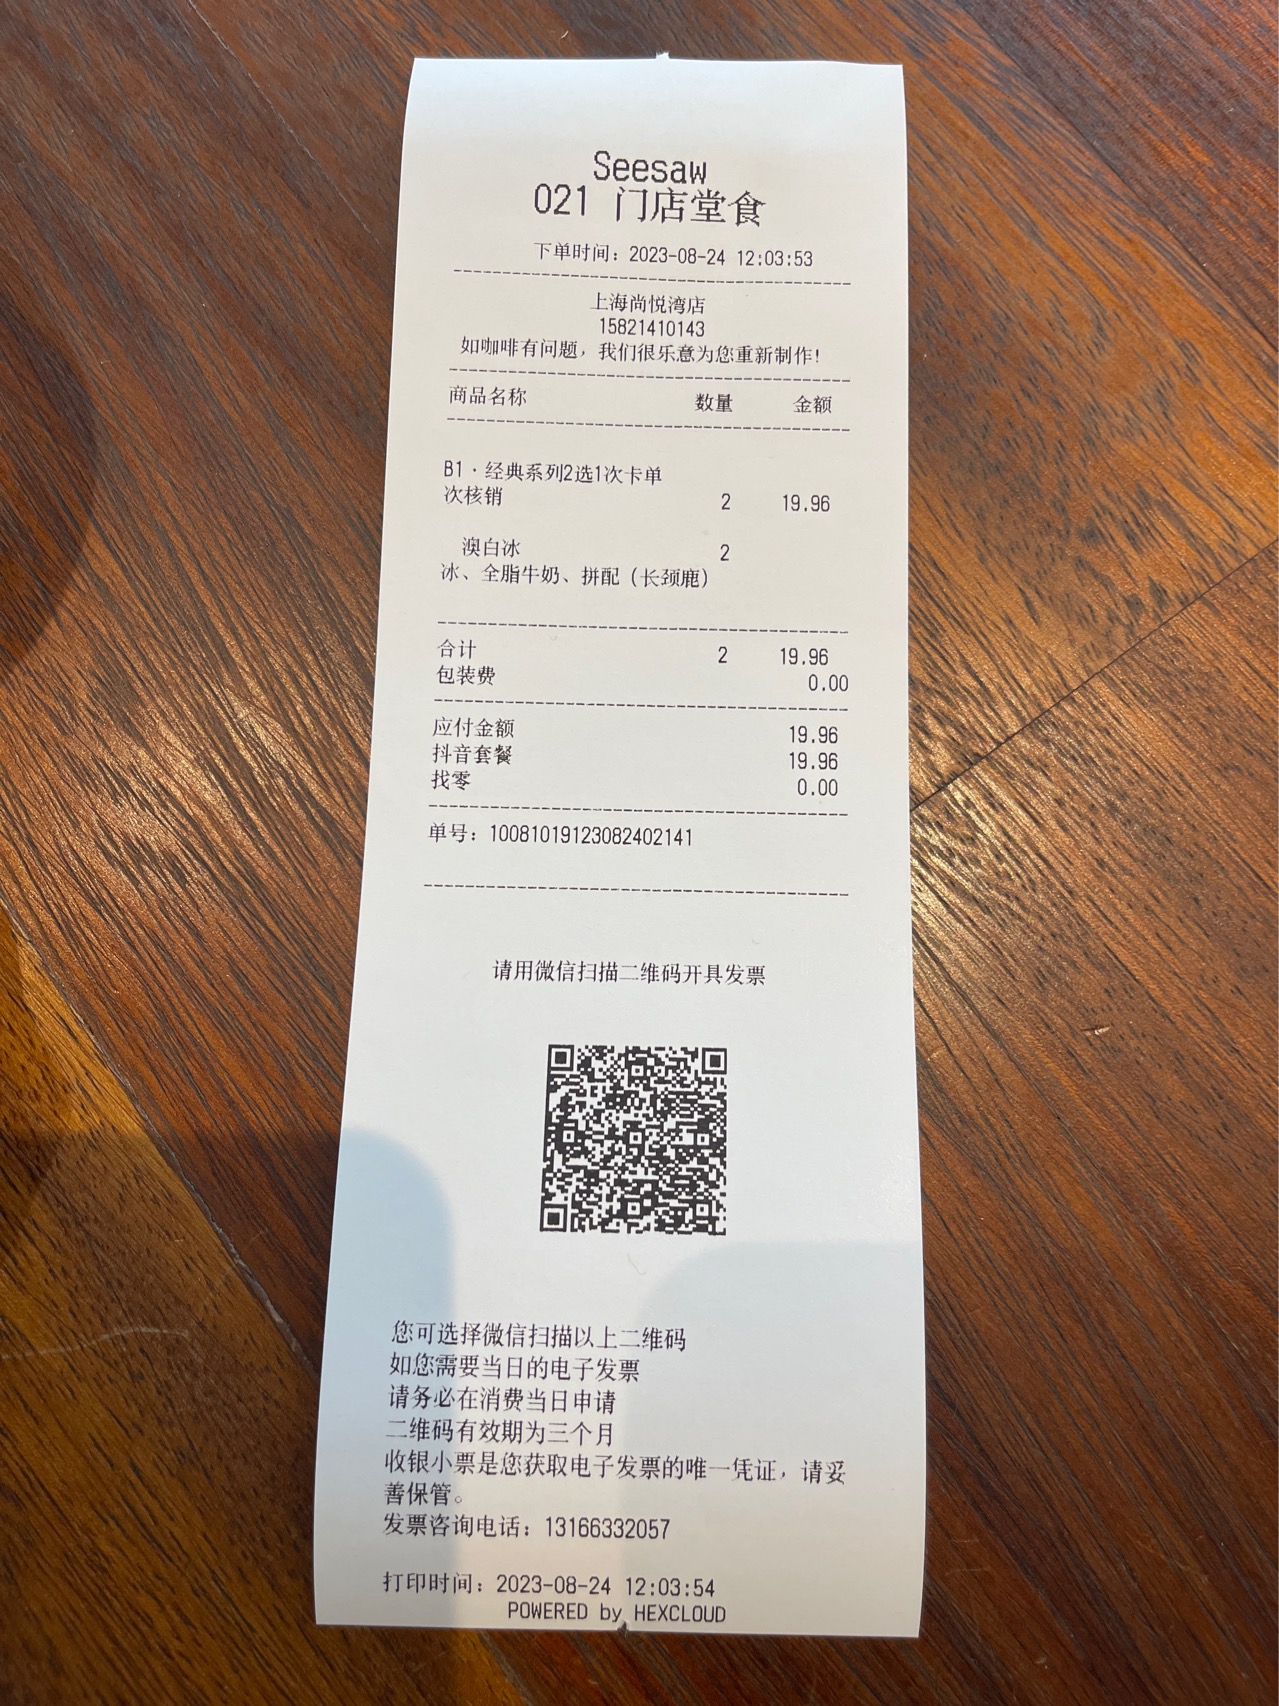 Seesaw
021 门店堂食
下单时间：2023-08-24 12:03:53
上海尚悦湾店
15821410143
如咖啡有问题，我们很乐意为您重新制作！
商品名称 数量 金额
B1·经典系列2选1次卡单
次核销 2 19.96
澳白冰 2
冰、全脂牛奶、拼配（长颈鹿）
合计 2 19.96
包装费 0.00
应付金额 19.96
抖音套餐 19.96
找零 0.00
单号：10081019123082402141
请用微信扫描二维码开具发票
您可选择微信扫描以上二维码
如您需要当日的电子发票
请务必在消费当日申请
二维码有效期为三个月
收银小票是您获取电子发票的唯一凭证，请妥
善保管。
发票咨询电话：13166332057
打印时间：2023-08-24 12:03:54
POWERED by HEXCLOUD